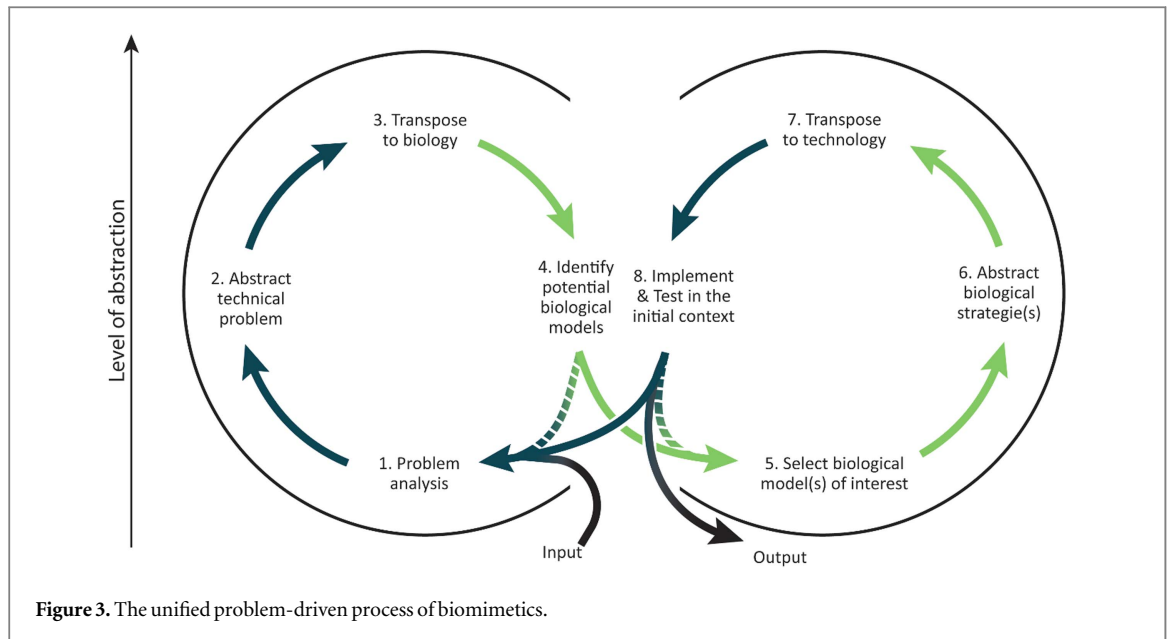 Level of abstraction
3. Transpose
to biology
7. Transpose
to technology
2. Abstract
technical
problem
4. Identify
potential
biological
models
8. Implement
& Test in the
initial context
6. Abstract
biological
strategie(s)
1. Problem
analysis
5. Select biological
model(s) of interest
Input
Output
Figure 3. The unified problem-driven process of biomimetics.